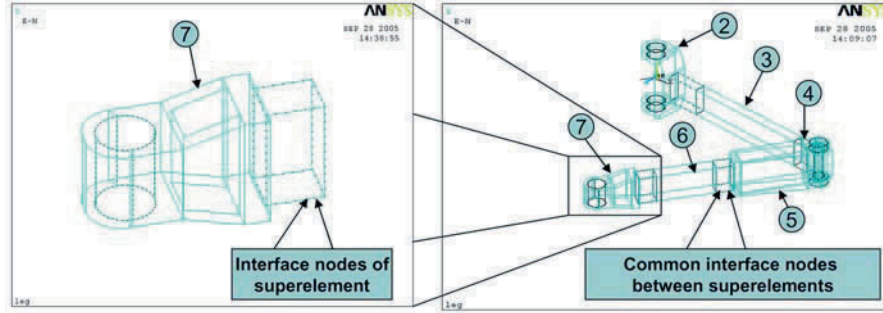 ANSYS
E-N
SEP 28 2005
14:38:55
7
Interface nodes of
superelement
leg
ANSYS
E-N
SEP 28 2005
14:09:07
2
3
4
7
6
5
Common interface nodes
between superelements
leg